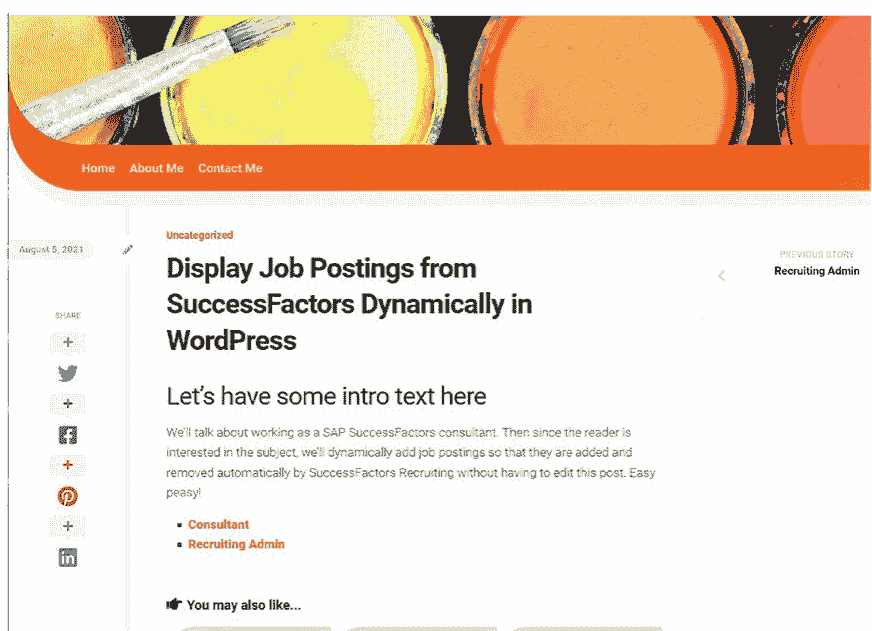 Home About Me Contact Me
August 5, 2021
Uncategorized
Display Job Postings from
SuccessFactors Dynamically in
WordPress
PREVIOUS STORY
Recruiting Admin
SHARE
Let's have some intro text here
We'll talk about working as a SAP SuccessFactors consultant. Then since the reader is
interested in the subject, we'll dynamically add job postings so that they are added and
removed automatically by SuccessFactors Recruiting without having to edit this post. Easy
peasy!
Consultant
Recruiting Admin
You may also like...